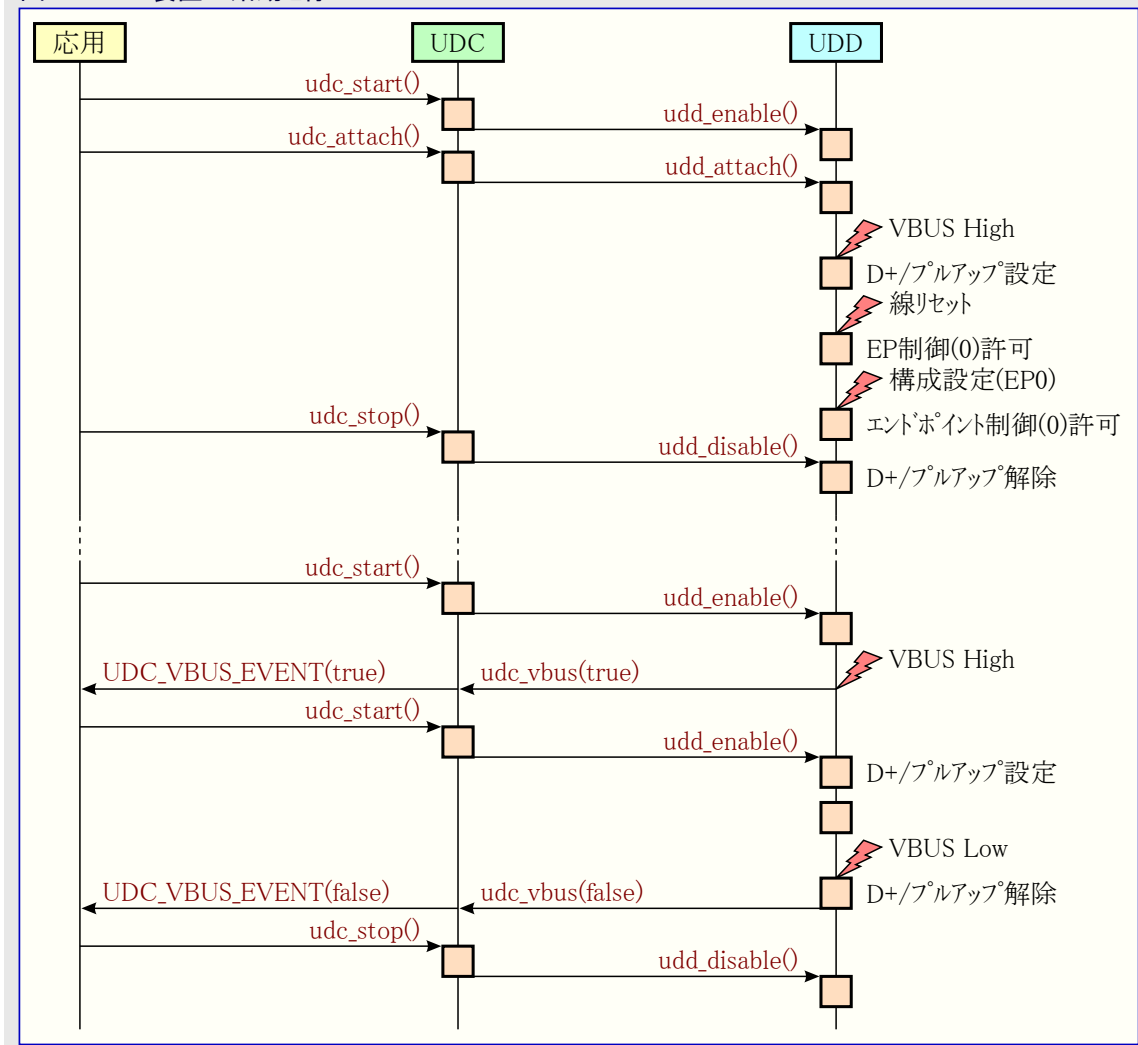 応用
UDC
UDD
udc_start()
udd_enable()
udc_attach()
udd_attach()
VBUS High
D+/プルアップ設定
線リセット
EP制御(0)許可
構成設定(EP0)
udc_stop()
エンドポイント制御(0)許可
udd_disable()
D+/プルアップ解除
udc_start()
udd_enable()
VBUS High
UDC_VBUS_EVENT(true)
udc_vbus(true)
udc_start()
udd_enable()
D+/プルアップ設定
VBUS Low
UDC_VBUS_EVENT(false)
udc_vbus(false)
D+/プルアップ解除
udc_stop()
udd_disable()